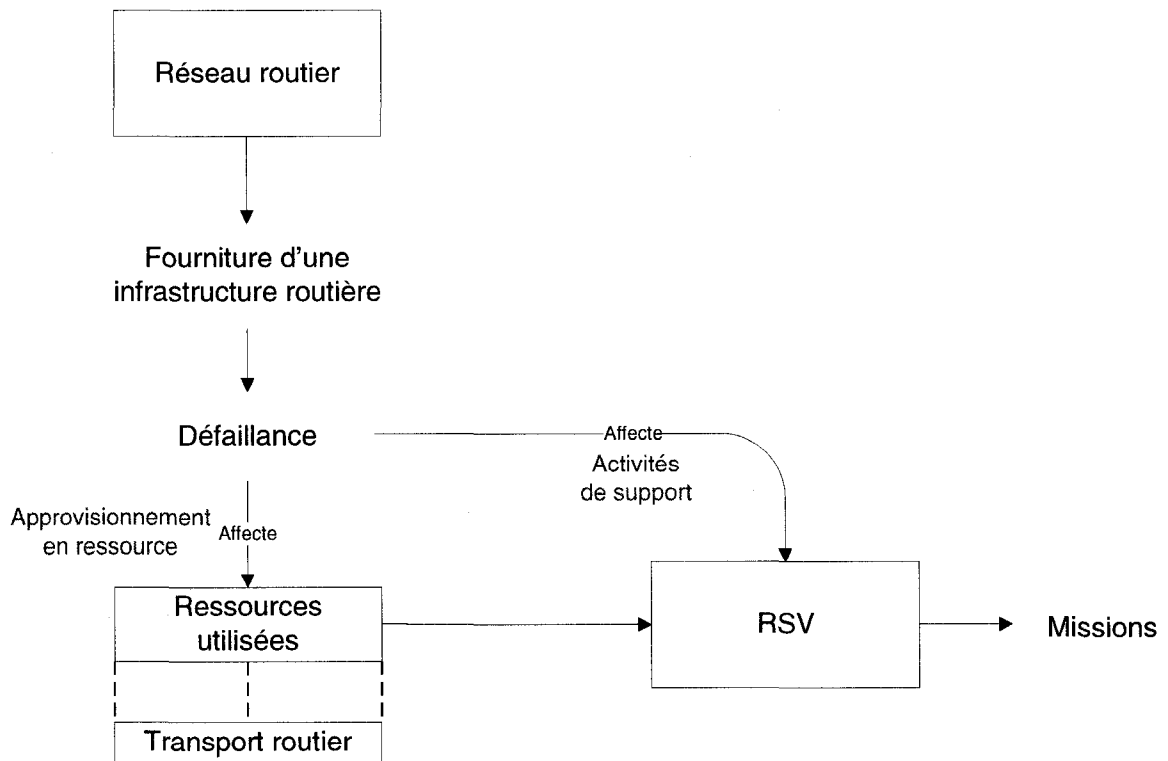 Réseau routier
Fourniture d'une
infrastructure routière
Défaillance
Affecte
Activités
de support
Approvisionnement
en ressource
Affecte
Ressources
utilisées
RSV
Missions
Transport routier